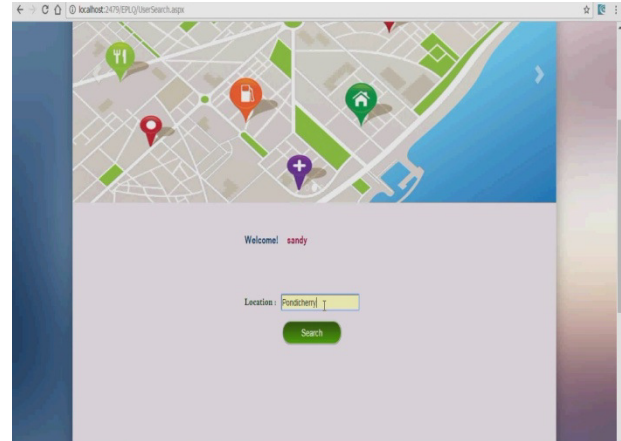 localhost:2479/EPLQ/UserSearch.aspx
Welcome! sandy
Location : Pondicherry
Search